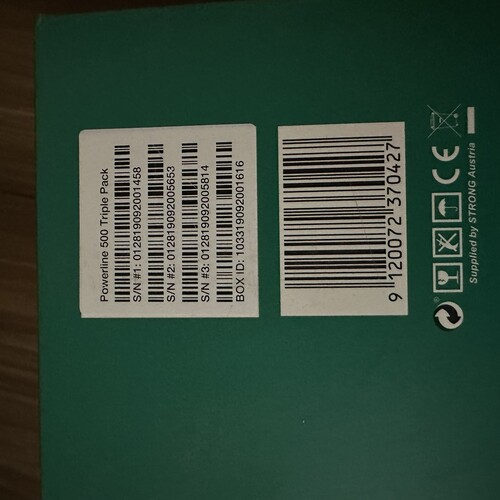 Powerline 500 Triple Pack
S/N #1: 012819092001458
S/N #2: 012819092005653
S/N #3: 012819092005814
BOX ID: 103319092001616
9 120072 370427
CE
Supplied by STRONG Austria